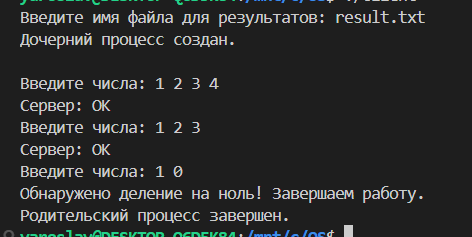 Введите имя файла для результатов: result.txt
Дочерний процесс создан.
Введите числа: 1 2 3 4
Сервер: OK
Введите числа: 1 2 3
Сервер: OK
Введите числа: 1 0
Обнаружено деление на ноль! Завершаем работу.
Родительский процесс завершен.
yaroslav@DESKTOP-Q6D5K84:/mnt/c/OS$